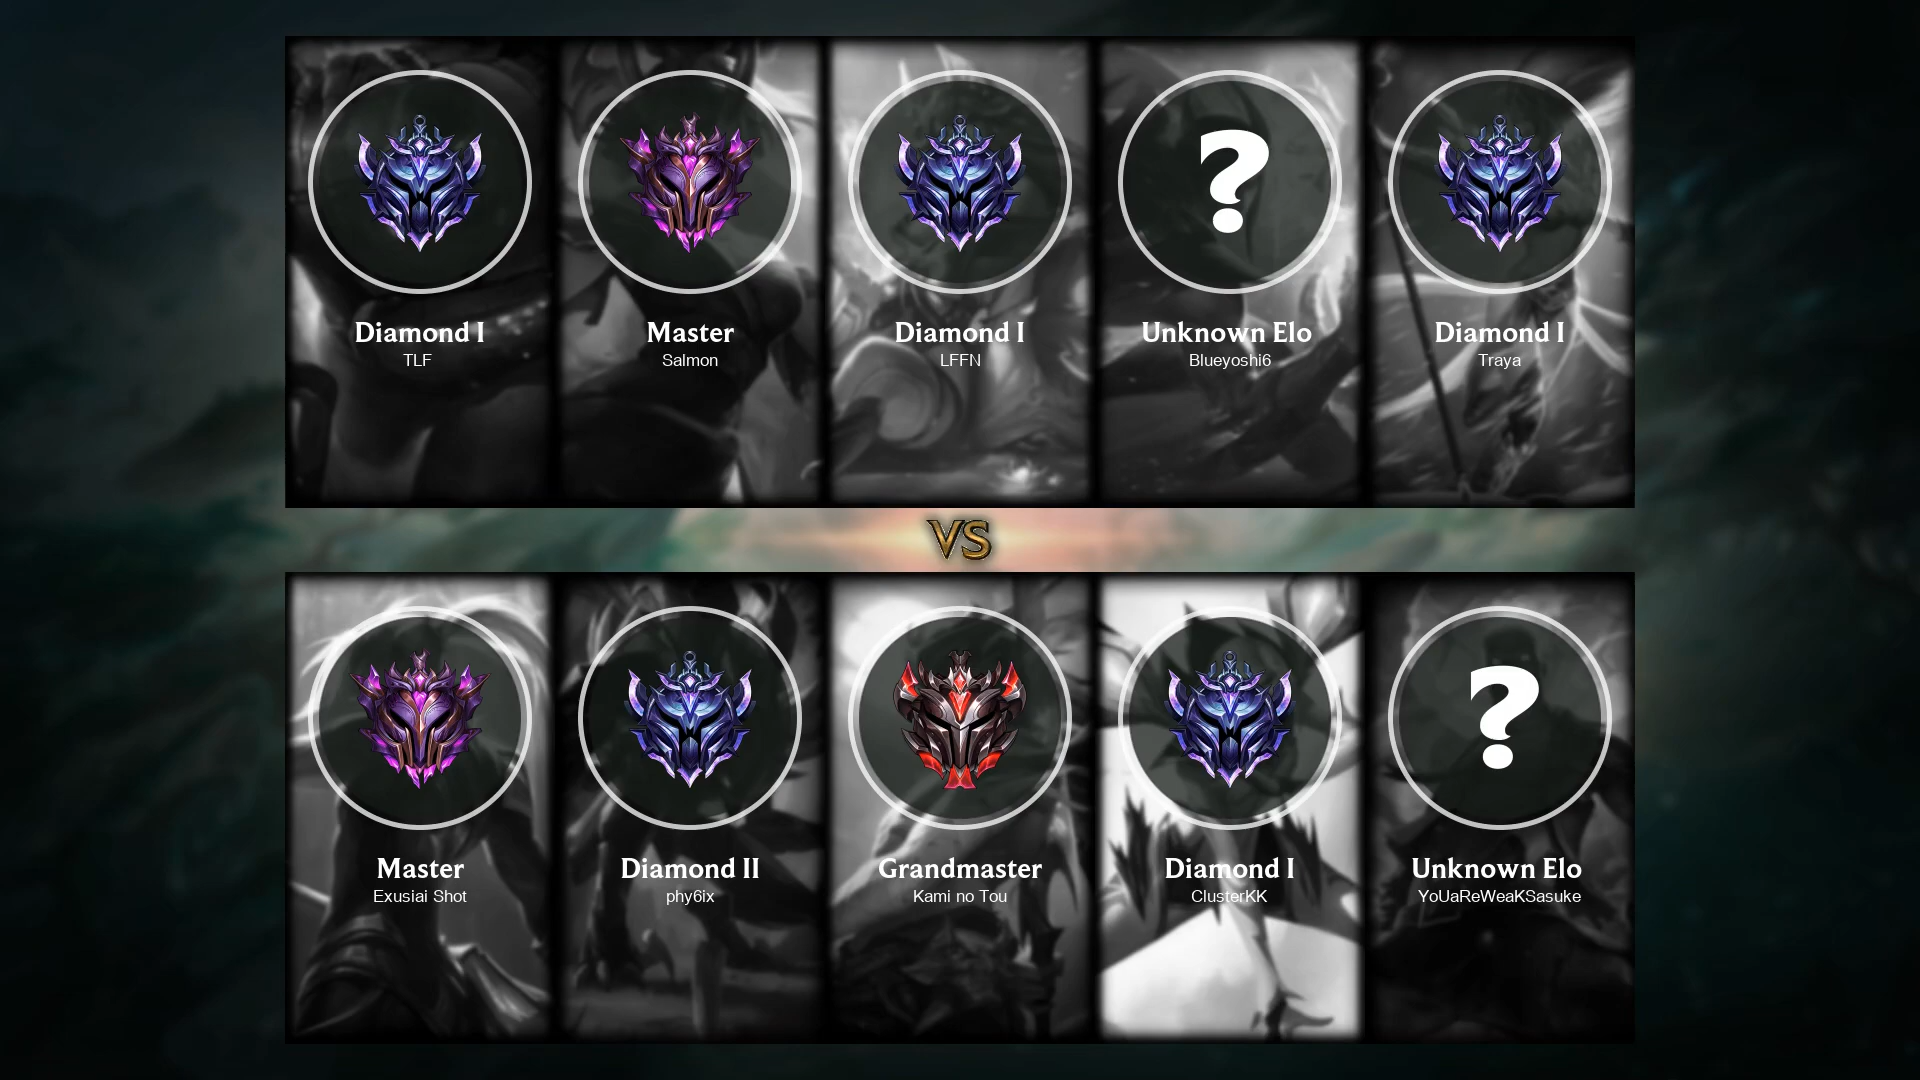 Diamond I
TLF
Master
Salmon
Diamond I
LFFN
Unknown Elo
Blueyoshi6
Diamond I
Traya
VS
Master
Exusiai Shot
Diamond II
phy6ix
Grandmaster
Kami no Tou
Diamond I
ClusterKK
Unknown Elo
YoUaReWeaKSasuke